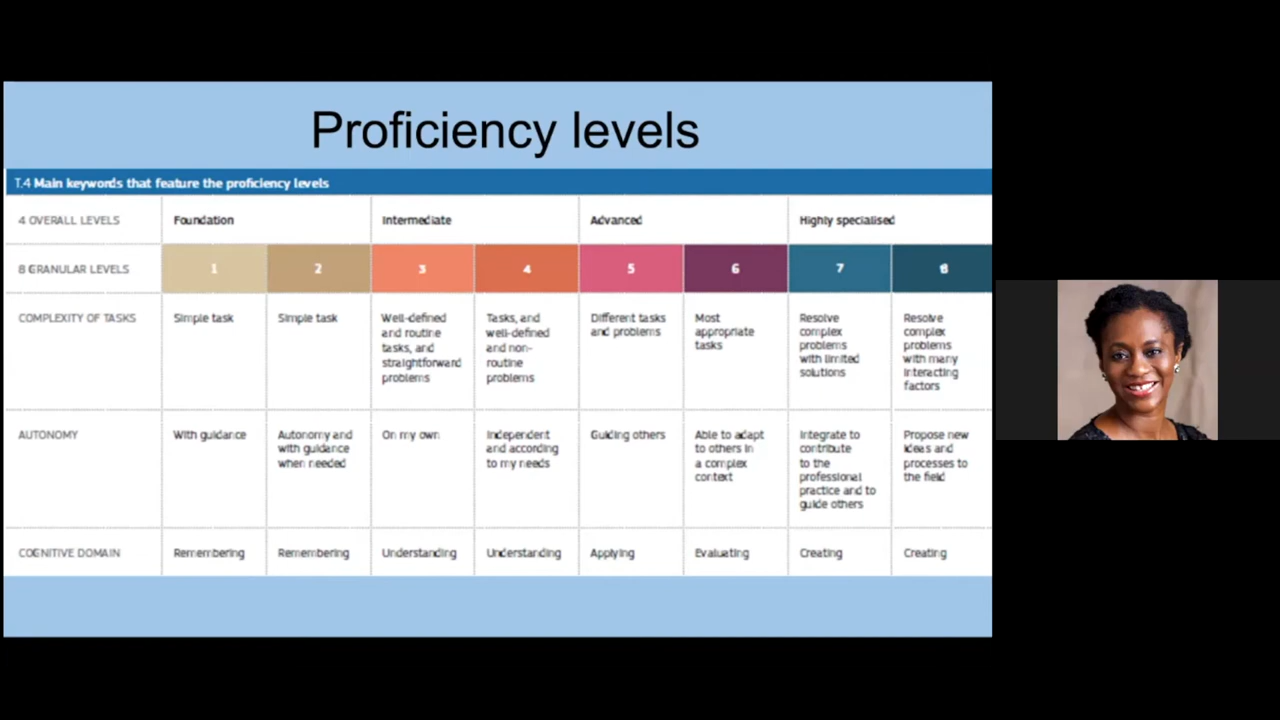 Proficiency levels
T.4 Main keywords that feature the proficiency levels
4 OVERALL LEVELS
Foundation
Intermediate
Advanced
Highly specialised
8 GRANULAR LEVELS
1
2
3
4
5
6
7
8
COMPLEXITY OF TASKS
Simple task
Simple task
Well-defined
and routine
tasks, and
straightforward
problems
Tasks, and
well-defined
and non-
routine
problems
Different tasks
and problems
Most
appropriate
tasks
Resolve
complex
problems
with limited
solutions
Resolve
complex
problems
with many
interacting
factors
AUTONOMY
With guidance
Autonomy and
with guidance
when needed
On my own
Independent
and according
to my needs
Guiding others
Able to adapt
to others in
a complex
context
Integrate to
contribute
to the
professional
practice and to
guide others
Propose new
ideas and
processes to
the field
COGNITIVE DOMAIN
Remembering
Remembering
Understanding
Understanding
Applying
Evaluating
Creating
Creating